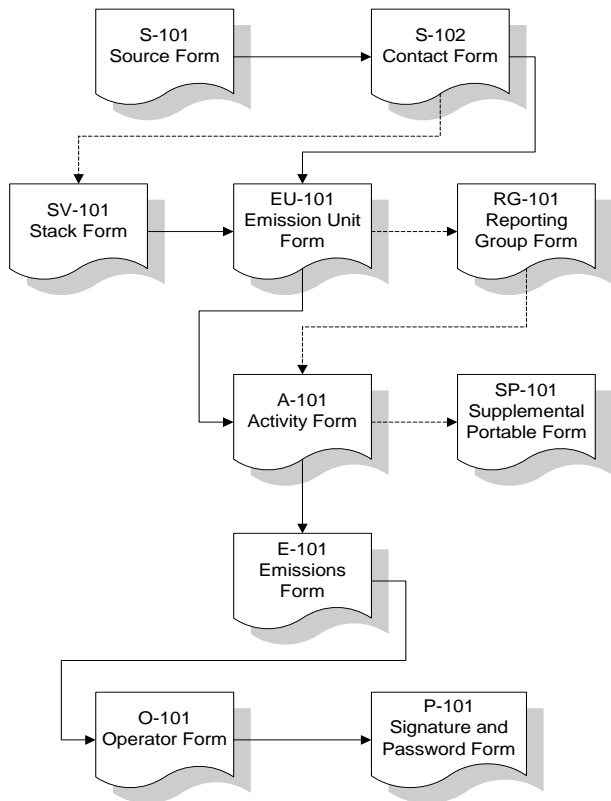 S-101
Source Form
S-102
Contact Form
SV-101
Stack Form
EU-101
Emission Unit
Form
RG-101
Reporting
Group Form
A-101
Activity Form
SP-101
Supplemental
Portable Form
E-101
Emissions
Form
O-101
Operator Form
P-101
Signature and
Password Form